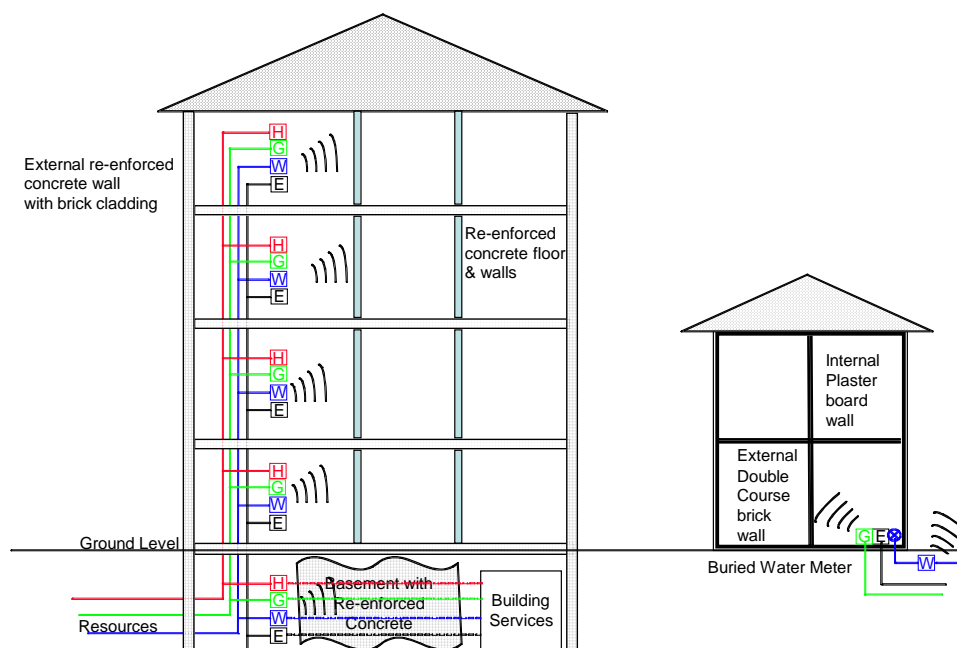 H
G
W
E
External re-enforced
concrete wall
with brick cladding
H
G
W
E
Re-enforced
concrete floor
& walls
H
G
W
E
Internal
Plaster
board
wall
H
G
W
E
External
Double
Course
brick
wall
G E
Ground Level
Buried Water Meter
W
H
G
W
E
Basement with
Re-enforced
Concrete
Building
Services
Resources